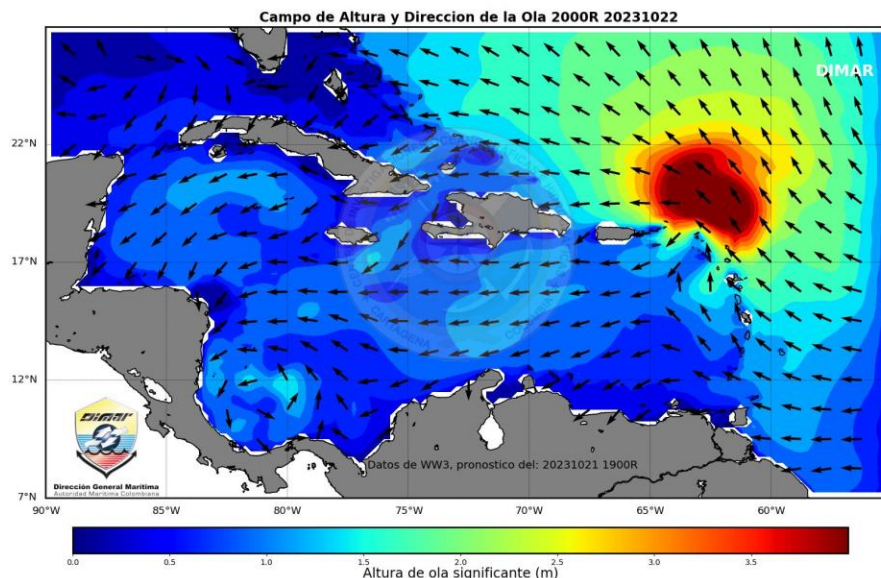 Campo de Altura y Direccion de la Ola 2000R 20231022
DIMAR
22°N
17°N
12°N
7°N
Dimar
Dirección General Marítima
Autoridad Marítima Colombiana
Datos de WW3, pronostico del: 20231021 1900R
90°W
85°W
80°W
75°W
70°W
65°W
60°W
0.0
0.5
1.0
1.5
2.0
2.5
3.0
3.5
Altura de ola significante (m)